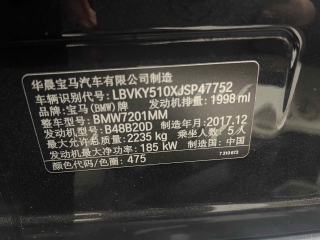 华晨宝马汽车有限公司制造
车辆识别代号: LBVKY510XJSP47752
品牌: 宝马(BMW)牌 发动机排量: 1998 ml
整车型号: BMW7201MM
发动机型号: B48B20D 制造年月: 2017.12
最大允许总质量: 2235 kg 乘坐人数: 5人
发动机最大净功率: 185 kW 制造国: 中国
颜色代码/色圈: 475